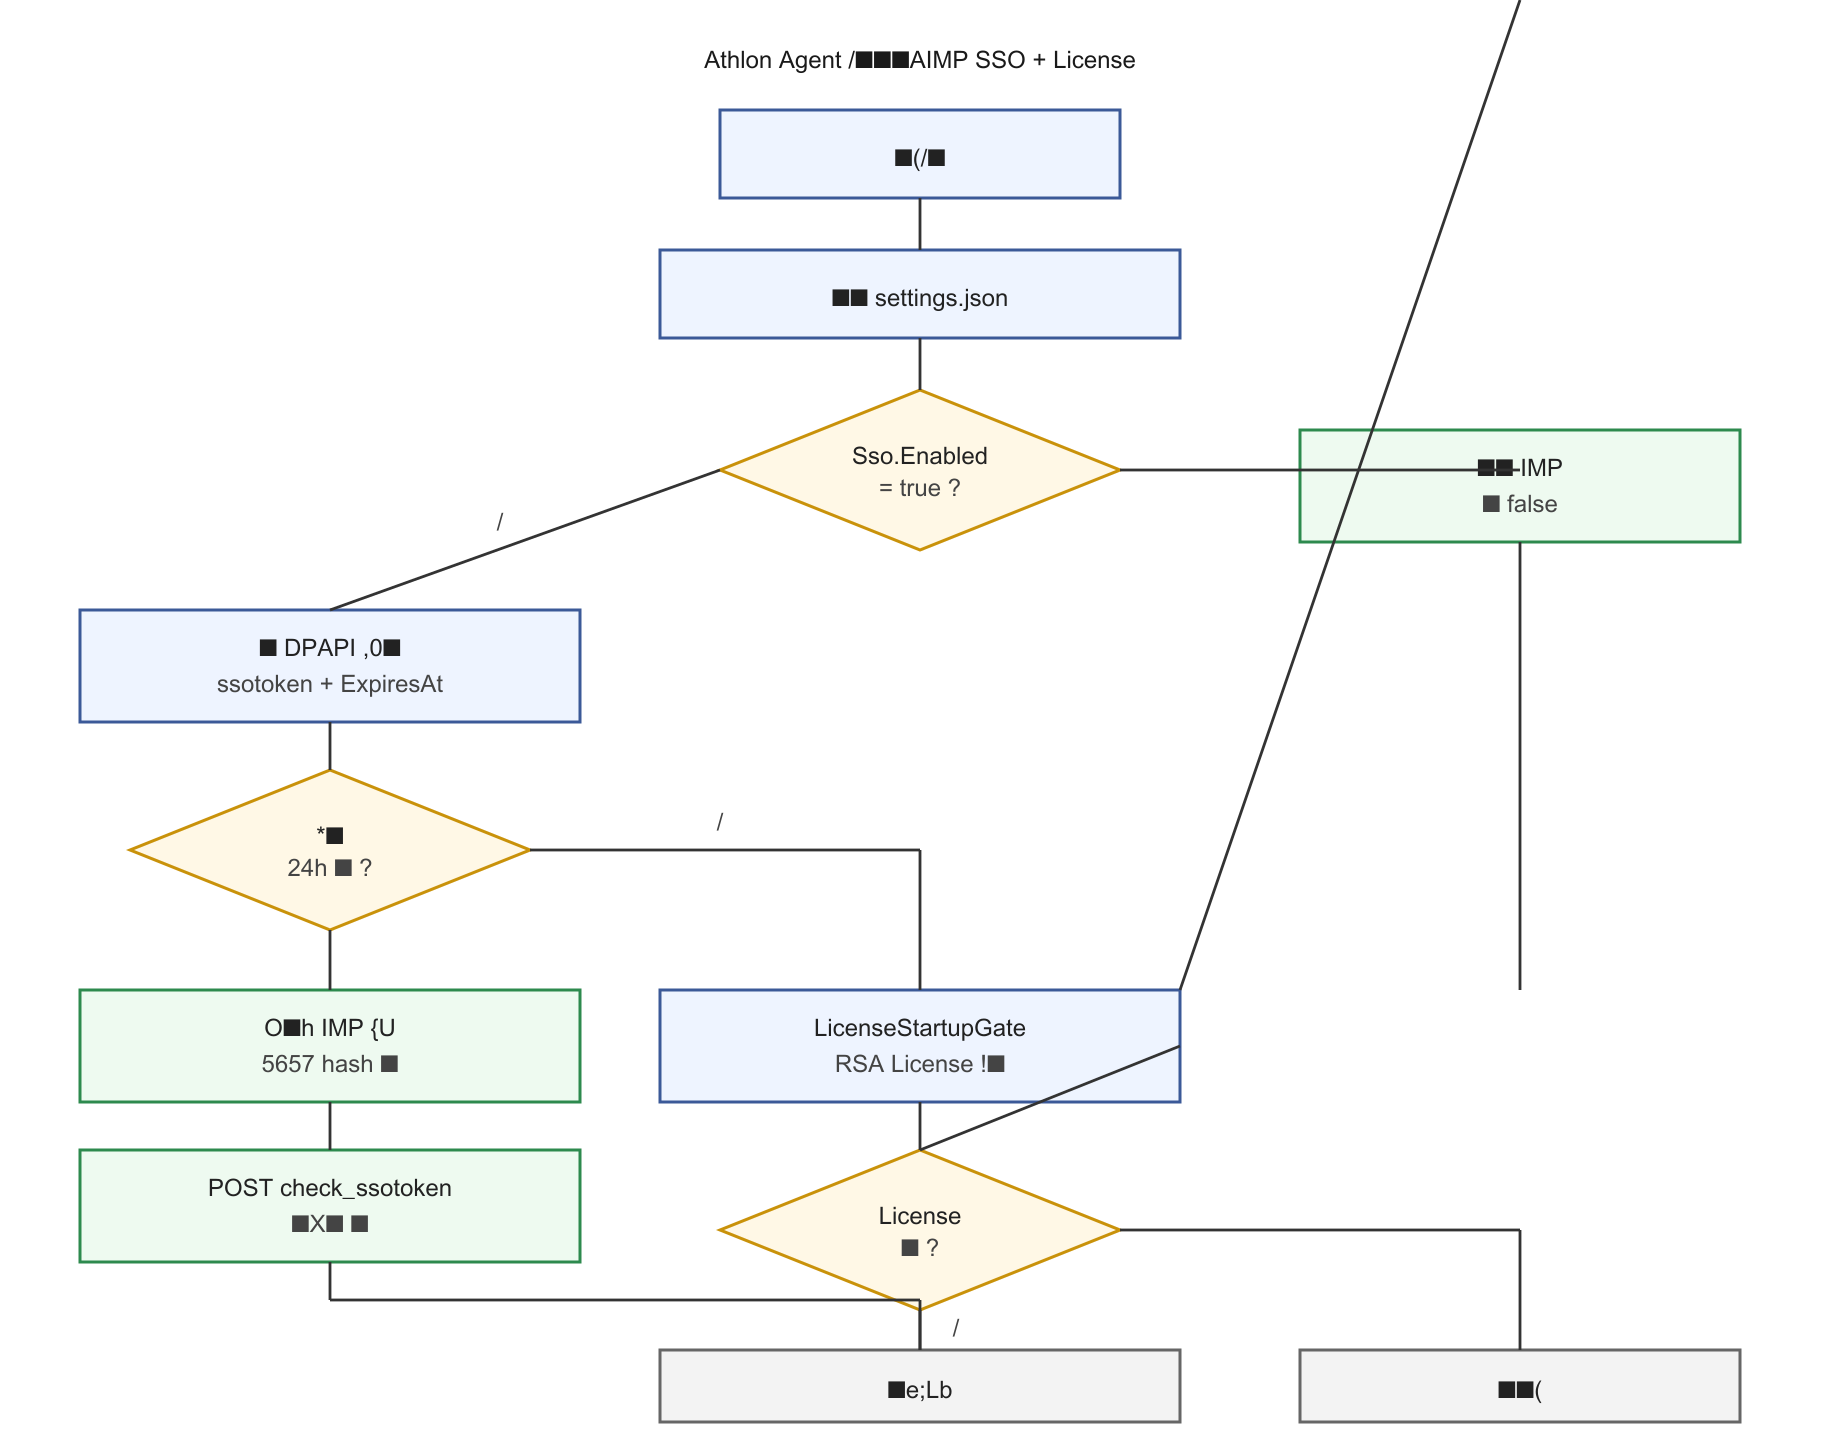 Athlon Agent /■■■AIMP SSO + License
■(/■
■■ settings.json
Sso.Enabled
= true ?
■■ IMP
■ false
/
■ DPAPI ,0■
ssotoken + ExpiresAt
/
*■
24h ■ ?
O■h IMP {U
5657 hash ■
LicenseStartupGate
RSA License !■
POST check_ssotoken
■X■ ■
License
■ ?
/
■e;Lb
■■(